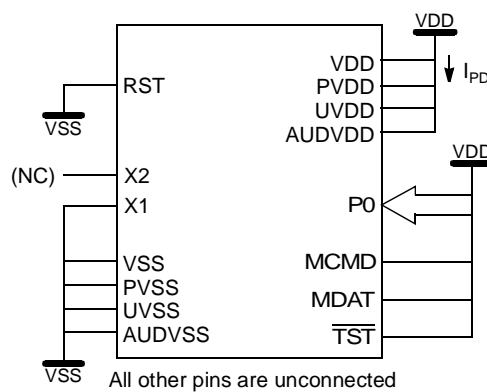 VDD
VDD
RST
PVDD
I_PD
UVDD
VSS
AUDVDD
VDD
(NC)
X2
X1
P0
VSS
MCMD
PVSS
MDAT
UVSS
AUDVSS
T̅S̅T̅
VSS
All other pins are unconnected